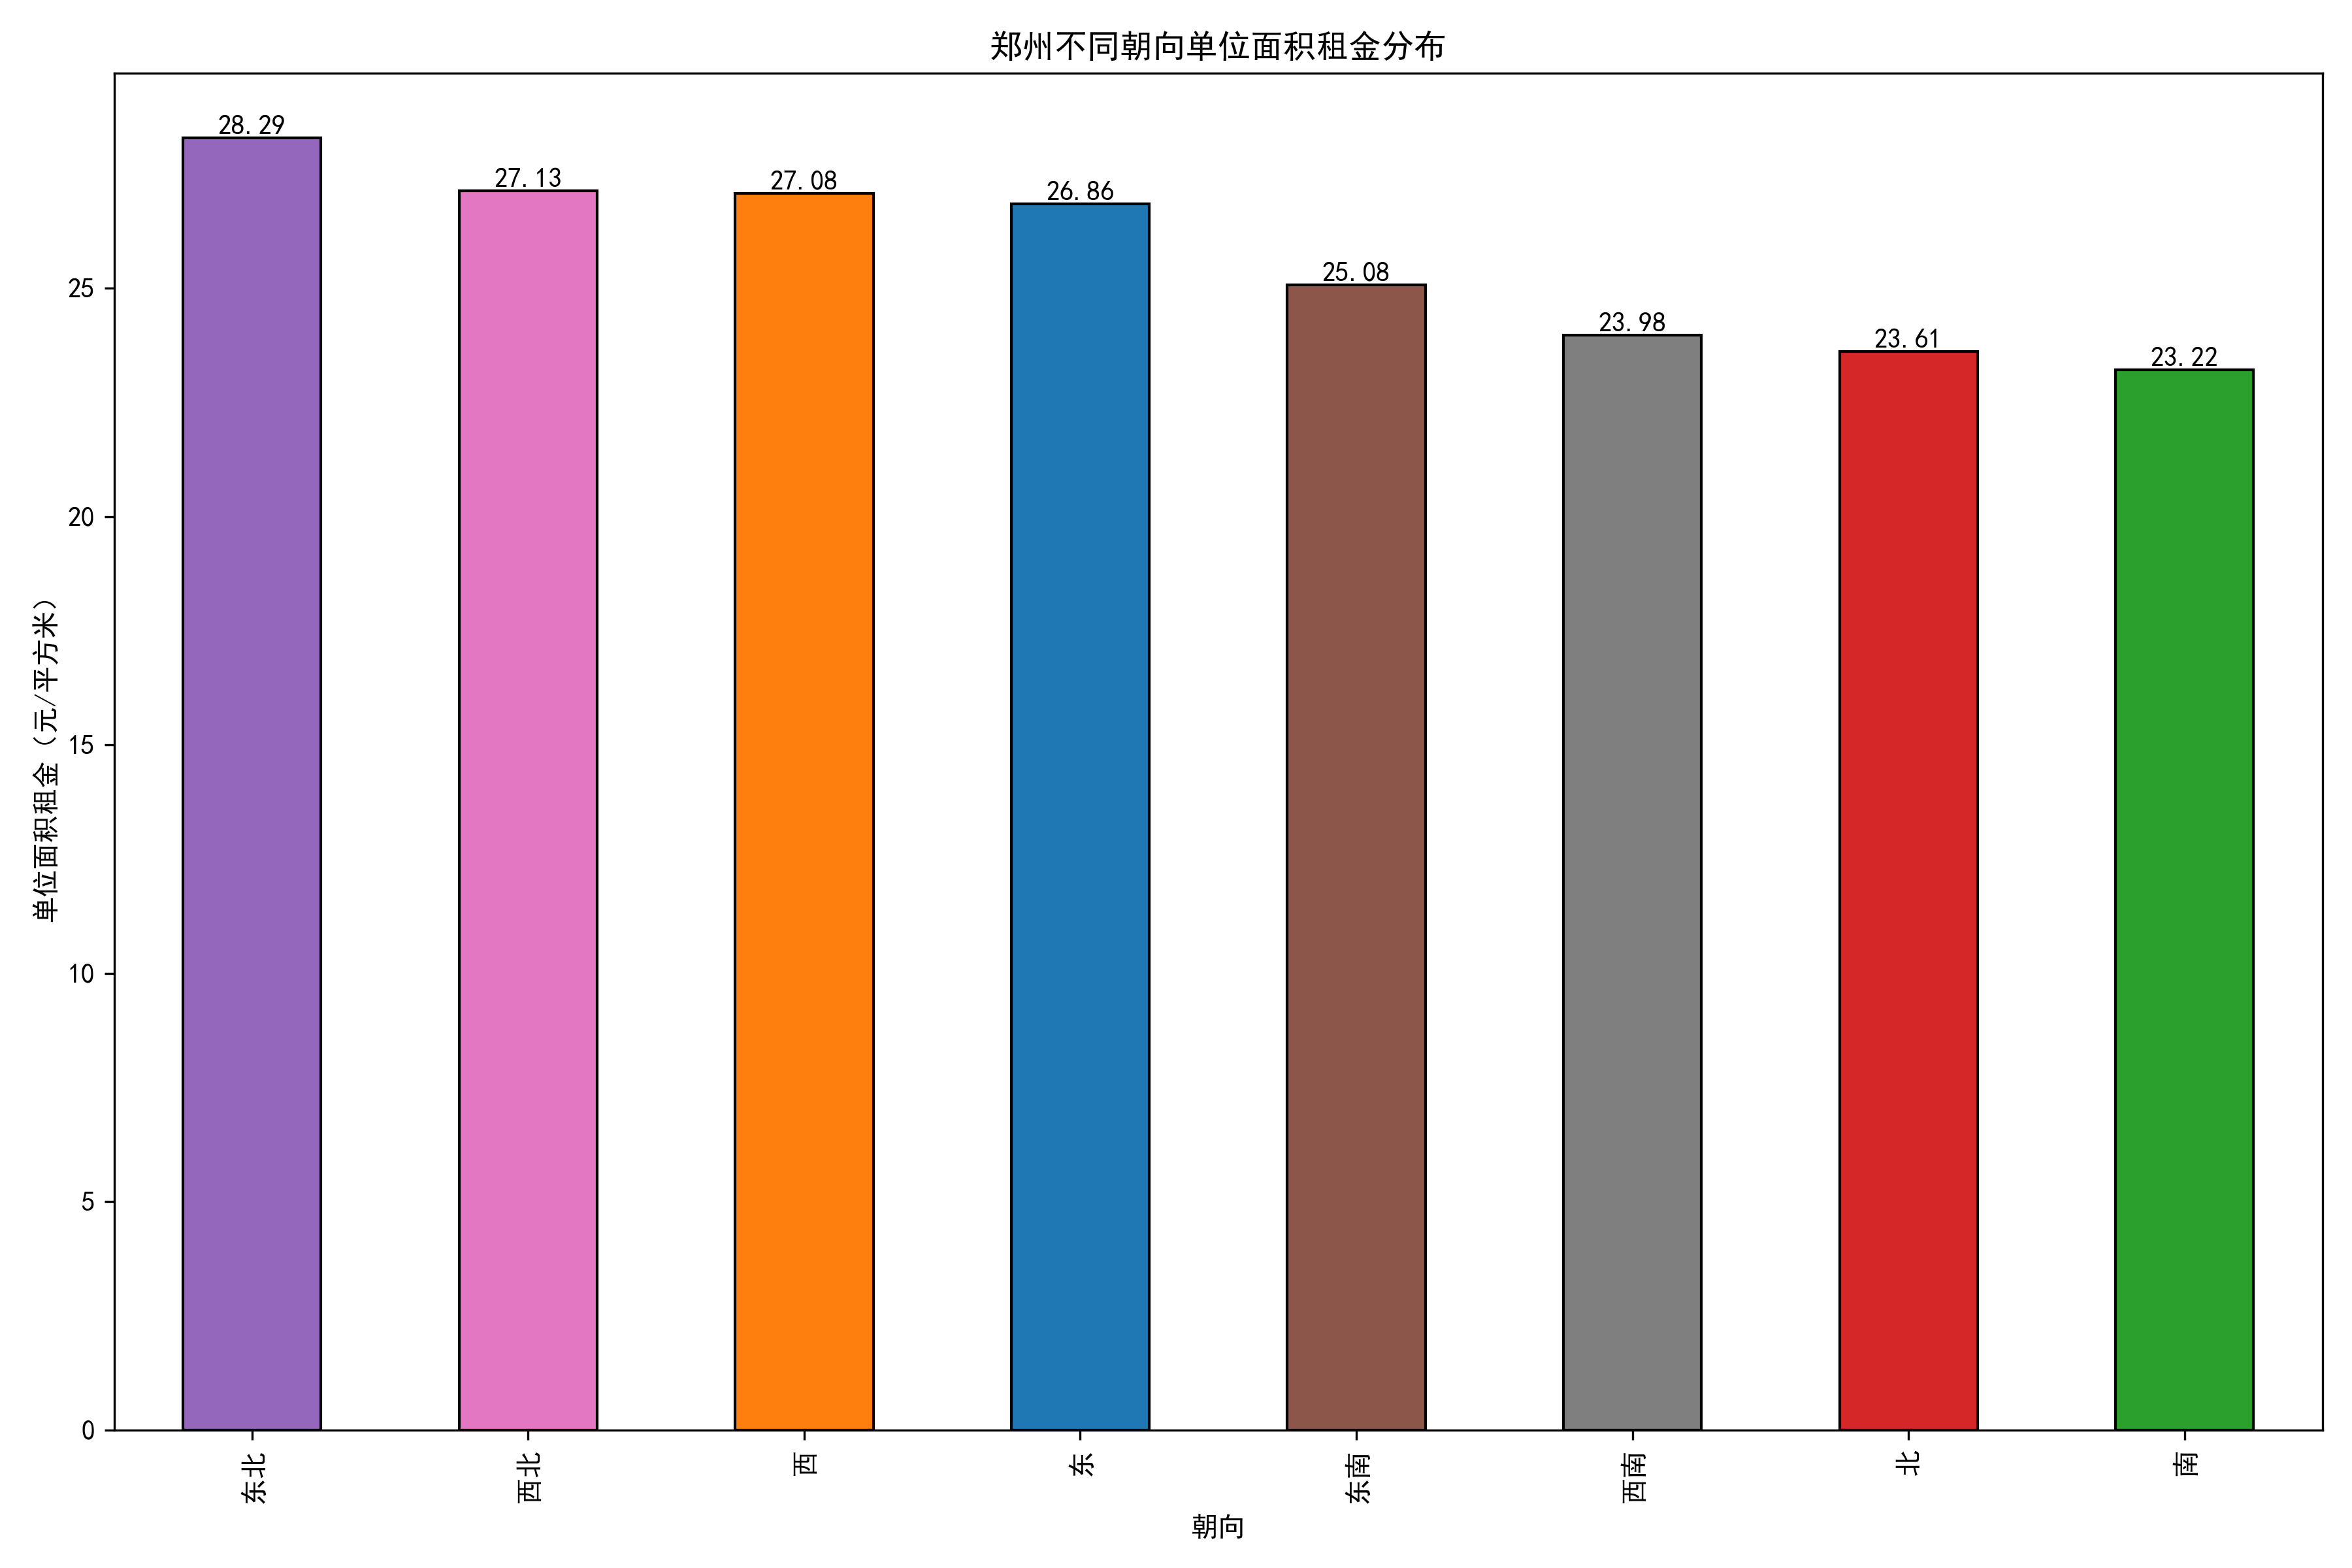 郑州不同朝向单位面积租金分布
单位面积租金（元/平方米）
25
20
15
10
5
0
28.29
27.13
27.08
26.86
25.08
23.98
23.61
23.22
东北
西北
西
东
东南
西南
北
南
朝向